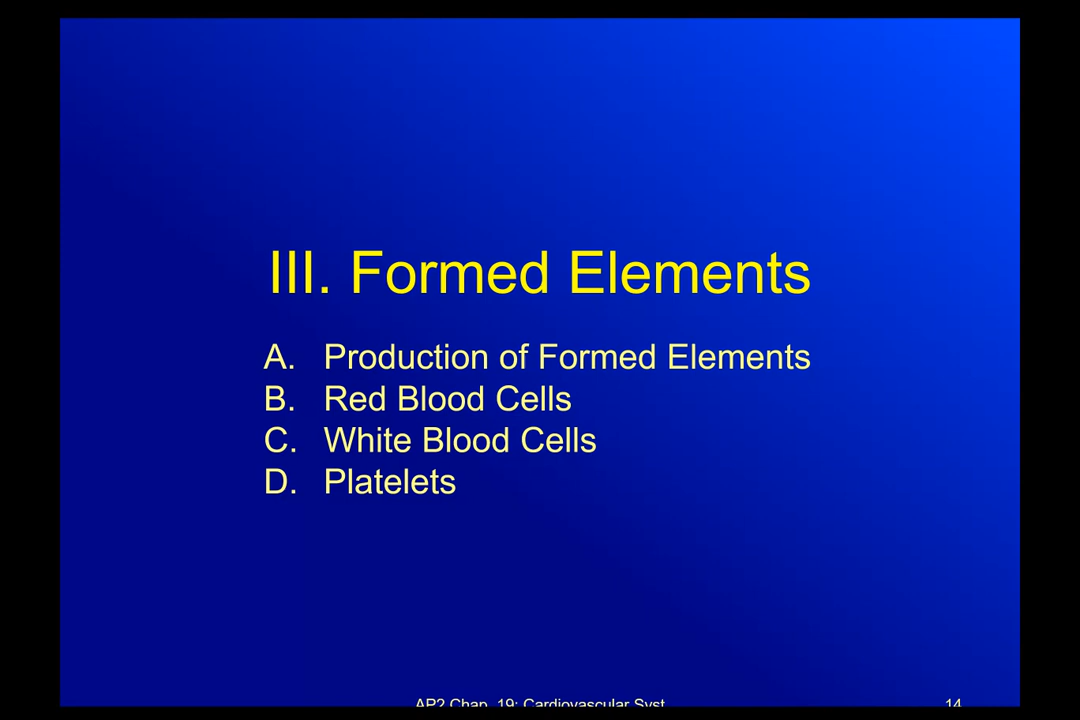 III. Formed Elements
A. Production of Formed Elements
B. Red Blood Cells
C. White Blood Cells
D. Platelets
AP2 Chap. 19: Cardiovascular Syst
14